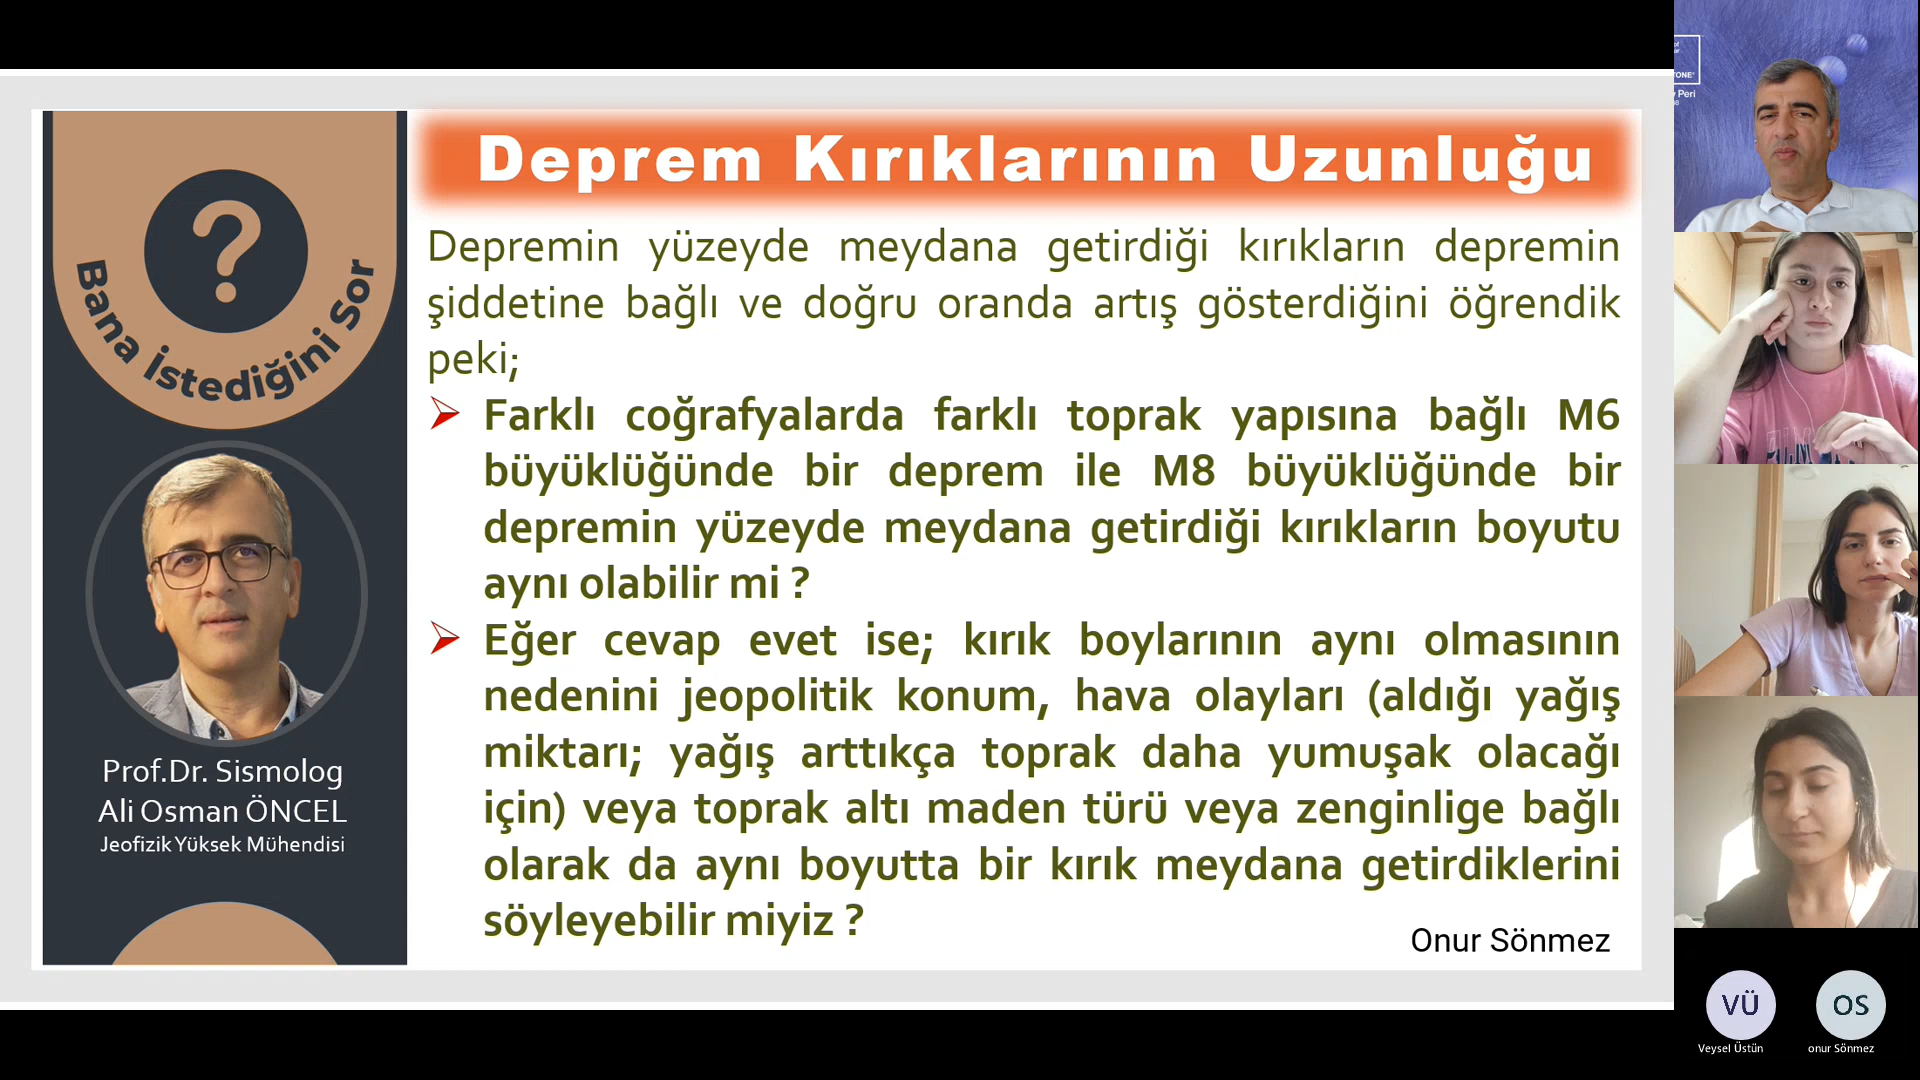 Deprem Kırıklarının Uzunluğu
Bana İstediğini Sor
?
Depremin yüzeyde meydana getirdiği kırıkların depremin
şiddetine bağlı ve doğru oranda artış gösterdiğini öğrendik
peki;
Farklı coğrafyalarda farklı toprak yapısına bağlı M6
büyüklüğünde bir deprem ile M8 büyüklüğünde bir
depremin yüzeyde meydana getirdiği kırıkların boyutu
aynı olabilir mi ?
Eğer cevap evet ise; kırık boylarının aynı olmasının
nedenini jeopolitik konum, hava olayları (aldığı yağış
miktarı; yağış arttıkça toprak daha yumuşak olacağı
için) veya toprak altı maden türü veya zenginlige bağlı
olarak da aynı boyutta bir kırık meydana getirdiklerini
söyleyebilir miyiz ?
Onur Sönmez
Prof.Dr. Sismolog
Ali Osman ÖNCEL
Jeofizik Yüksek Mühendisi
TONE
Peri
VÜ
Veysel Üstün
OS
onur Sönmez